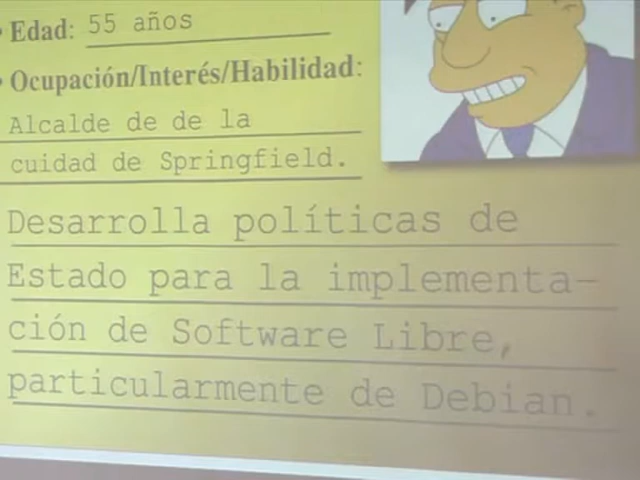 • Edad: 55 años
• Ocupación/Interés/Habilidad:
Alcalde de de la
cuidad de Springfield.
Desarrolla políticas de
Estado para la implementa-
ción de Software Libre,
particularmente de Debian.